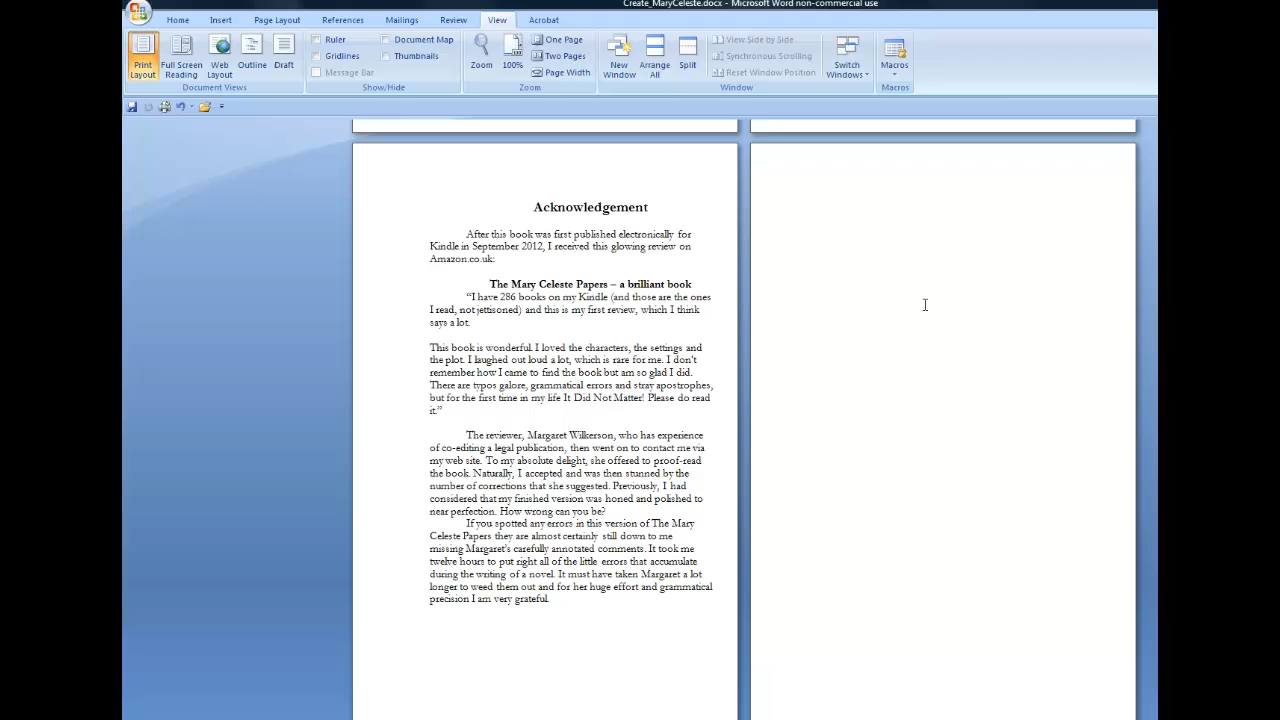 Create_MaryCeleste.docx - Microsoft Word non-commercial use
Home Insert Page Layout References Mailings Review View Acrobat
Print Layout
Full Screen Reading
Web Layout
Outline
Draft
Document Views
Ruler
Gridlines
Message Bar
Document Map
Thumbnails
Show/Hide
Zoom
100%
One Page
Two Pages
Page Width
Zoom
New Window
Arrange All
Split
View Side by Side
Synchronous Scrolling
Reset Window Position
Window
Switch Windows
Macros
Macros
Acknowledgement
After this book was first published electronically for
Kindle in September 2012, I received this glowing review on
Amazon.co.uk:
The Mary Celeste Papers – a brilliant book
“I have 286 books on my Kindle (and those are the ones
I read, not jettisoned) and this is my first review, which I think
says a lot.
This book is wonderful. I loved the characters, the settings and
the plot. I laughed out loud a lot, which is rare for me. I don't
remember how I came to find the book but am so glad I did.
There are typos galore, grammatical errors and stray apostrophes,
but for the first time in my life It Did Not Matter! Please do read
it.”
The reviewer, Margaret Wilkerson, who has experience
of co-editing a legal publication, then went on to contact me via
my web site. To my absolute delight, she offered to proof-read
the book. Naturally, I accepted and was then stunned by the
number of corrections that she suggested. Previously, I had
considered that my finished version was honed and polished to
near perfection. How wrong can you be?
If you spotted any errors in this version of The Mary
Celeste Papers they are almost certainly still down to me
missing Margaret's carefully annotated comments. It took me
twelve hours to put right all of the little errors that accumulate
during the writing of a novel. It must have taken Margaret a lot
longer to weed them out and for her huge effort and grammatical
precision I am very grateful.